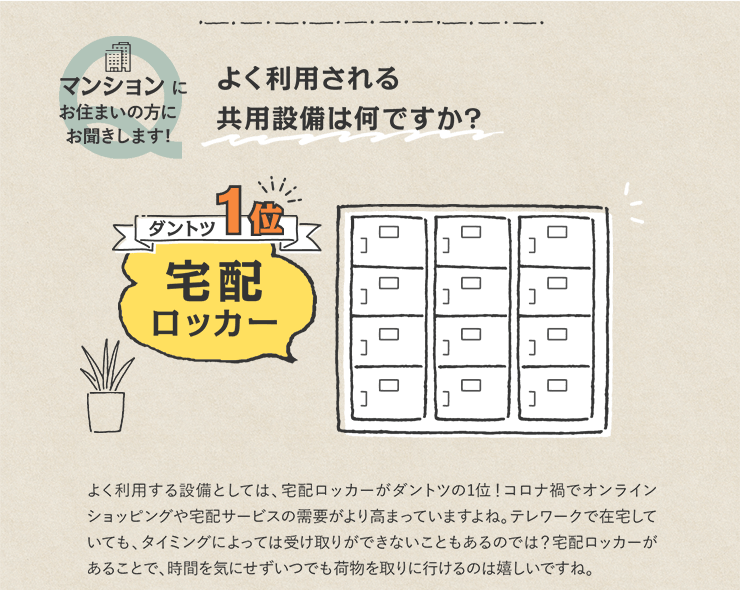 マンションに
お住まいの方に
お聞きします!
よく利用される
共用設備は何ですか?
ダントツ1位
宅配
ロッカー
よく利用する設備としては、宅配ロッカーがダントツの1位!コロナ禍でオンライン
ショッピングや宅配サービスの需要がより高まっていますよね。テレワークで在宅して
いても、タイミングによっては受け取りができないこともあるのでは?宅配ロッカーが
あることで、時間を気にせずいつでも荷物を取りに行けるのは嬉しいですね。